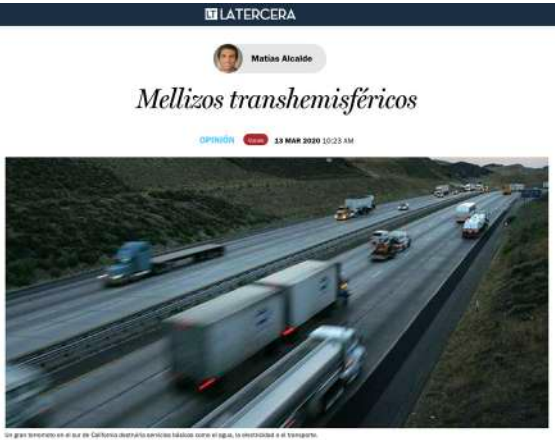 LT LATERCERA
Matías Alcalde
Mellizos transhemisféricos
OPINIÓN 13 MAR 2020 10:23 AM
Un gran terremoto en el sur de California destruiría servicios básicos como el agua, la electricidad o el transporte.